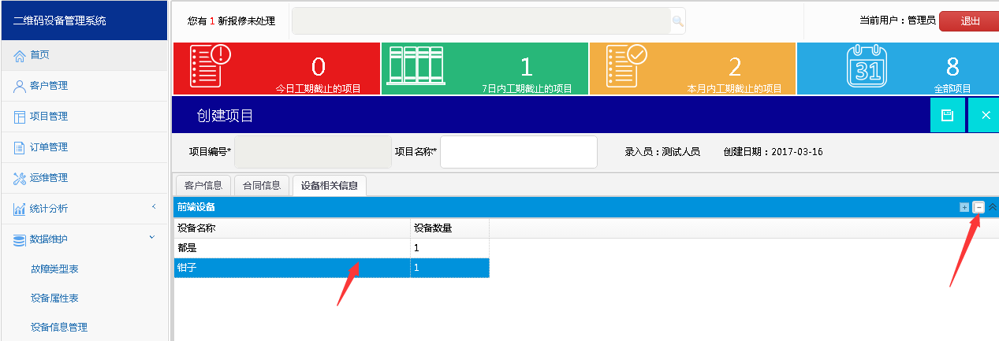 二维码设备管理系统
您有 1 新报修未处理
当前用户：管理员
退出
首页
客户管理
项目管理
订单管理
运维管理
统计分析
数据维护
故障类型表
设备属性表
设备信息管理
0
今日工期截止的项目
1
7日内工期截止的项目
2
本月内工期截止的项目
31
8
全部项目
创建项目
项目编号*
项目名称*
录入员：测试人员
创建日期：2017-03-16
客户信息
合同信息
设备相关信息
前端设备
设备名称
设备数量
都是
1
钳子
1